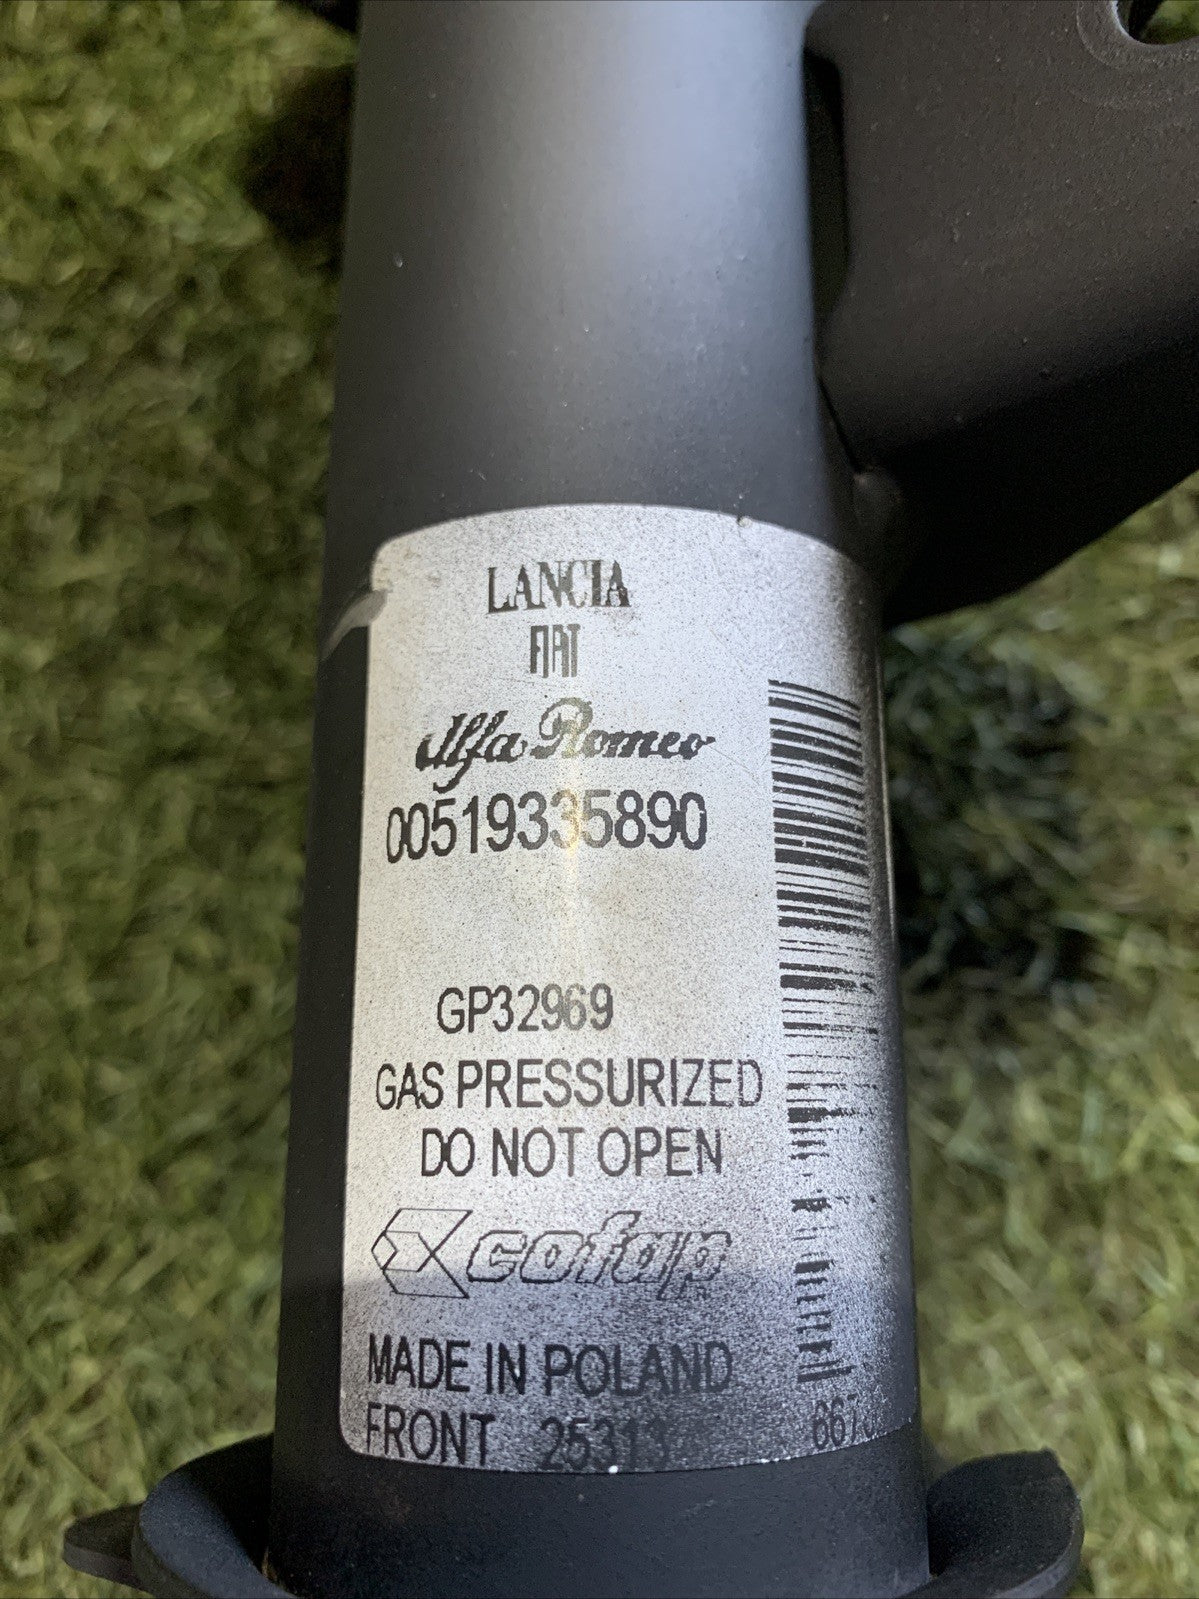 LANCIA
FIAT
Alfa Romeo
00519335890
GP32969
GAS PRESSURIZED
DO NOT OPEN
cofap
MADE IN POLAND
FRONT